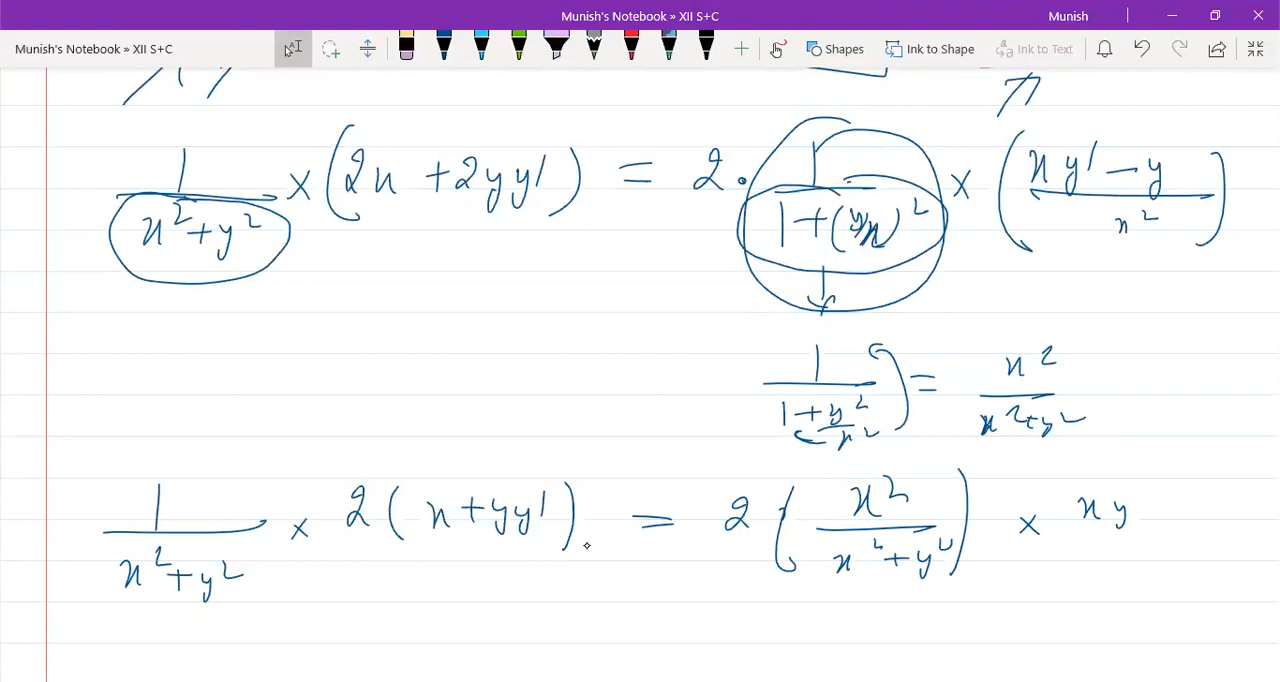 Munish's Notebook » XII S+C
Munish
Munish's Notebook » XII S+C
Shapes
Ink to Shape
Ink to Text
1/(x²+y²) × (2x + 2yy') = 2 · 1/(1+(y/x)²) × ((xy' − y)/x²)
1/(1+y²/x²) = x²/(x²+y²)
1/(x²+y²) × 2(x+yy') = 2(x²/(x²+y²)) × xy